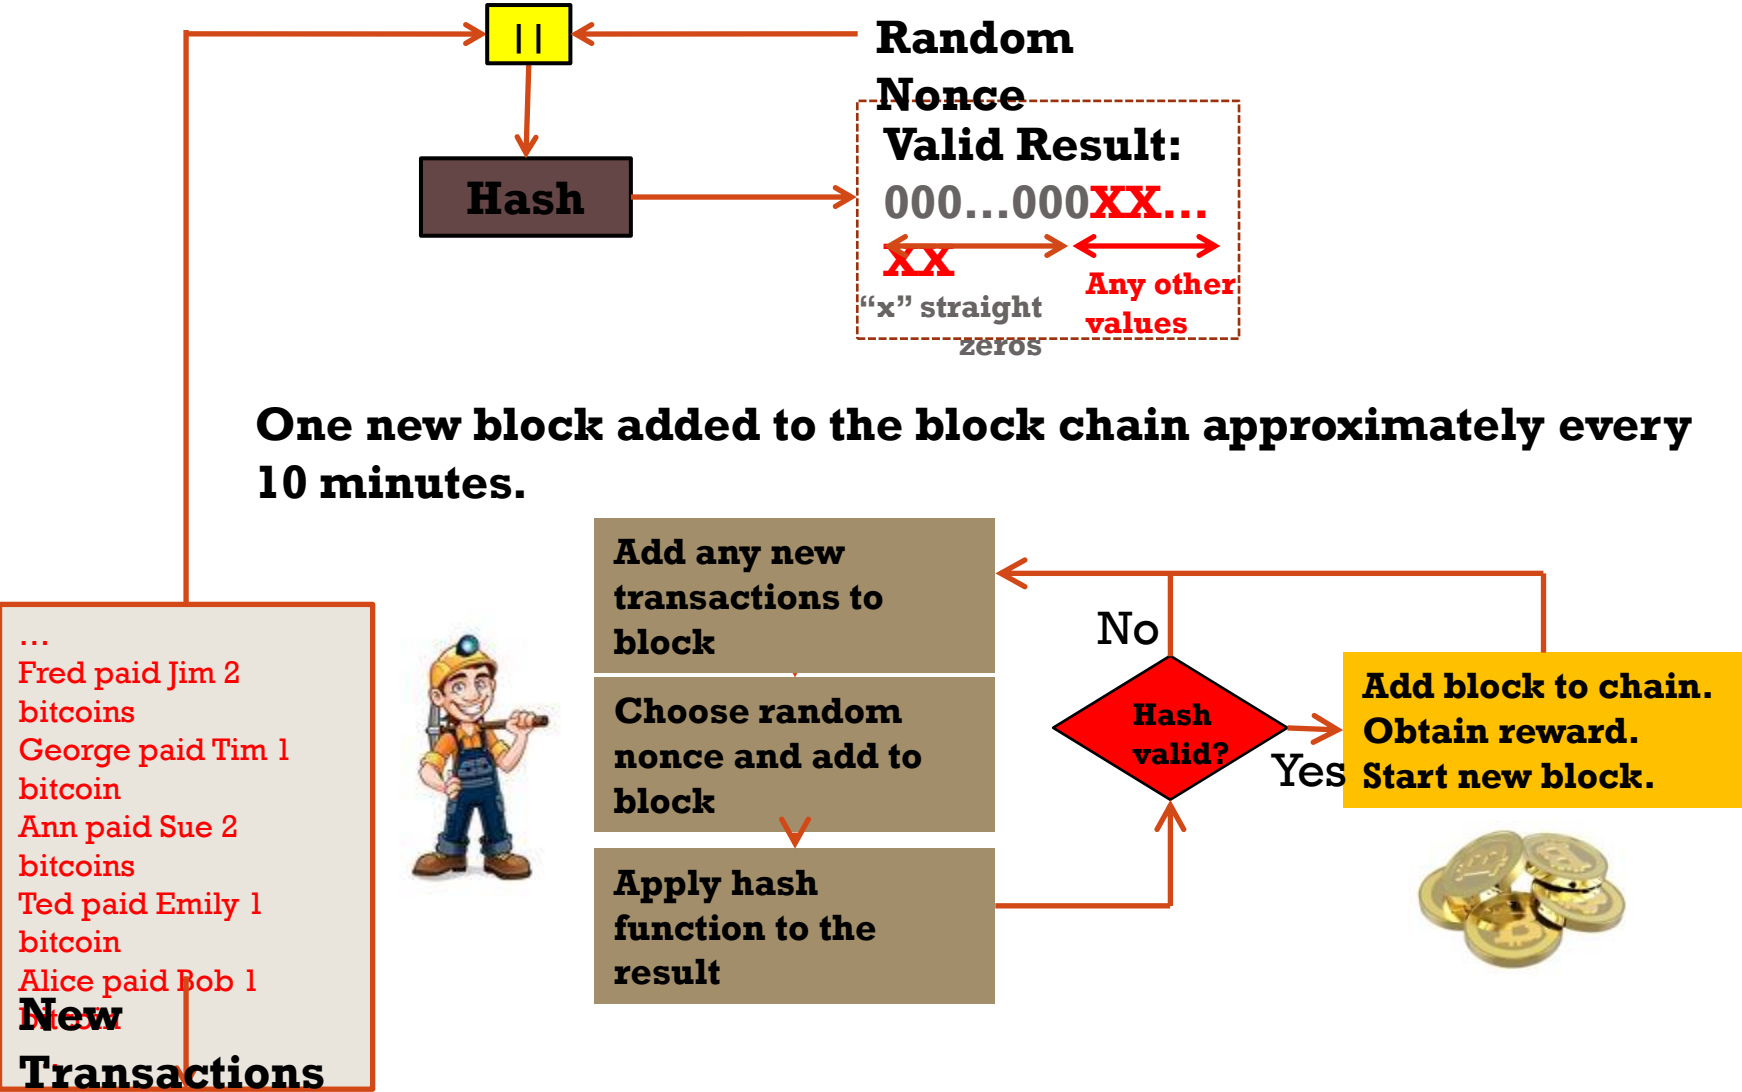 ||
Random
Nonce
Hash
Valid Result:
000...000XX...
XX
"x" straight
zeros
Any other
values
One new block added to the block chain approximately every
10 minutes.
...
Fred paid Jim 2
bitcoins
George paid Tim 1
bitcoin
Ann paid Sue 2
bitcoins
Ted paid Emily 1
bitcoin
Alice paid Bob 1
bitcoin
New
Transactions
Add any new
transactions to
block
Choose random
nonce and add to
block
Apply hash
function to the
result
No
Hash
valid?
Yes
Add block to chain.
Obtain reward.
Start new block.